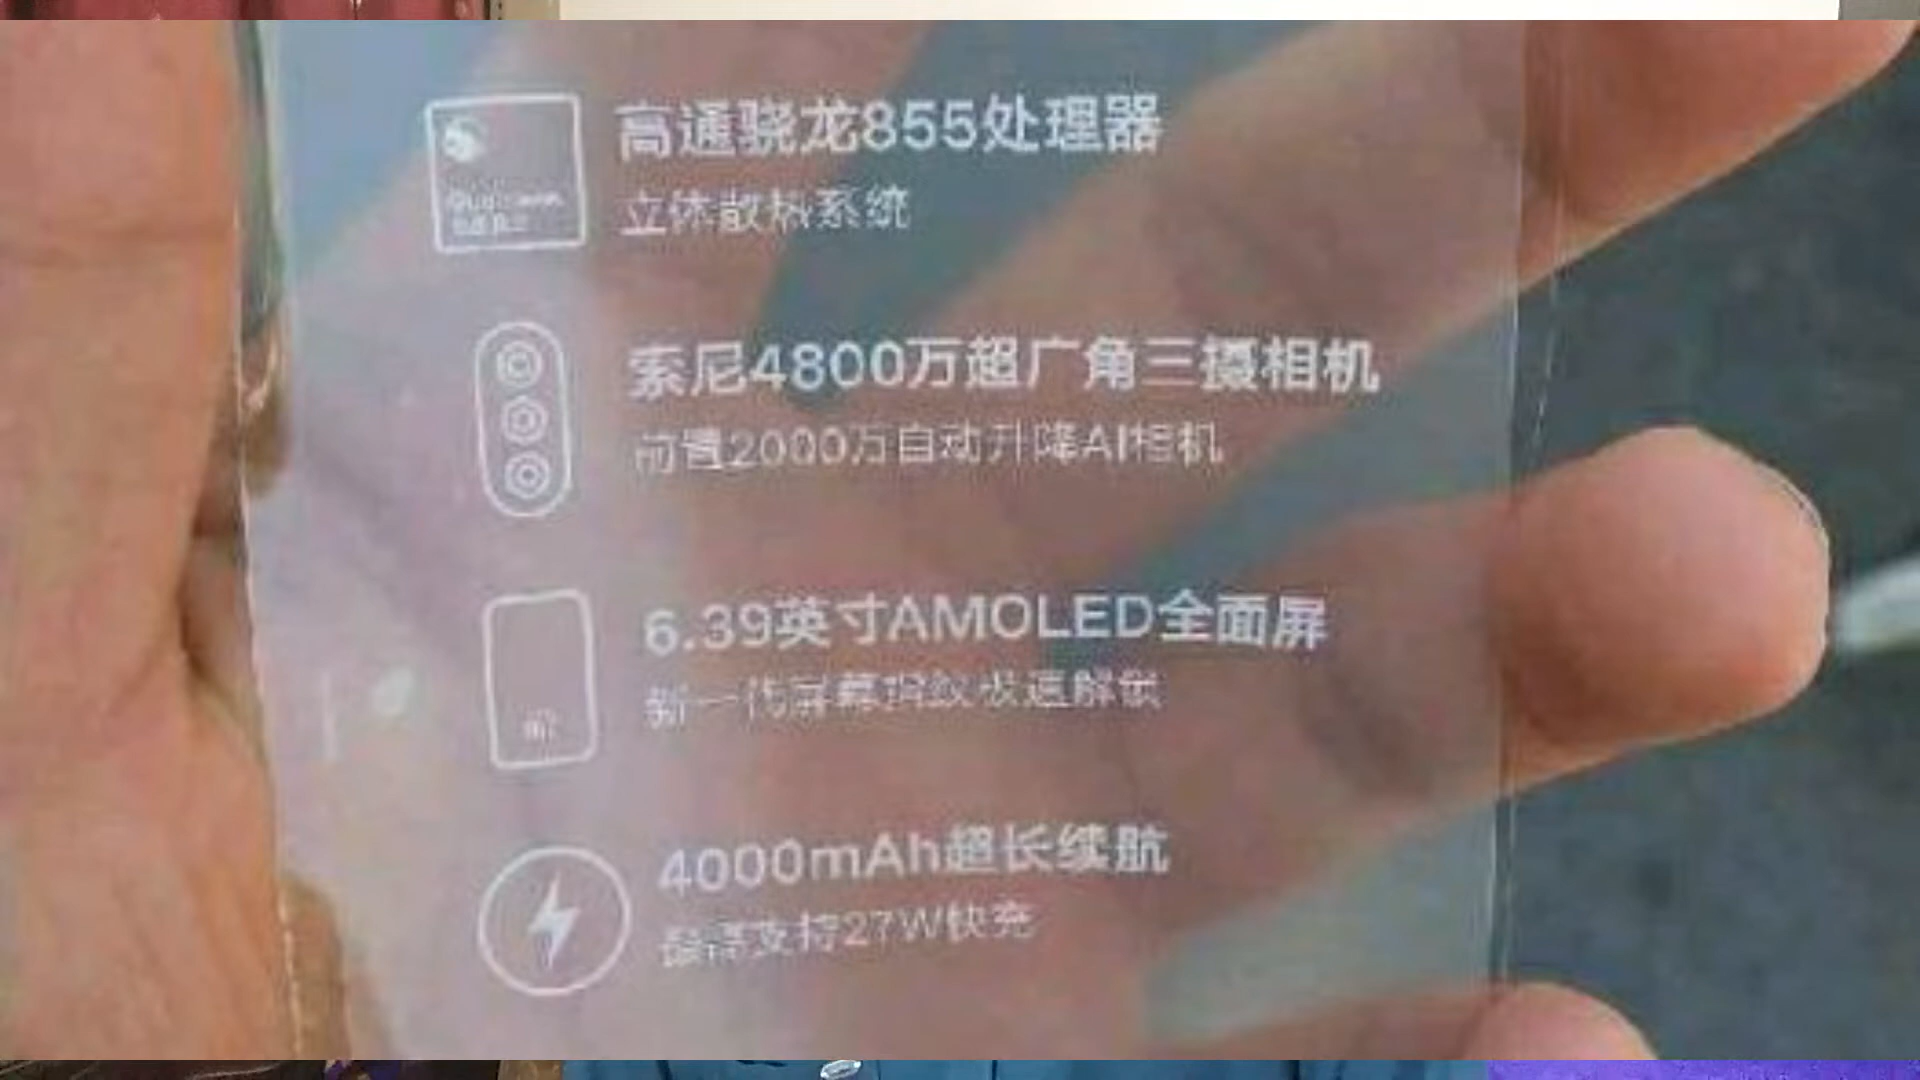 Qualcomm
高通骁龙855处理器
立体散热系统
索尼4800万超广角三摄相机
前置2000万自动升降AI相机
6.39英寸AMOLED全面屏
新一代屏幕指纹极速解锁
4000mAh超长续航
最高支持27W快充